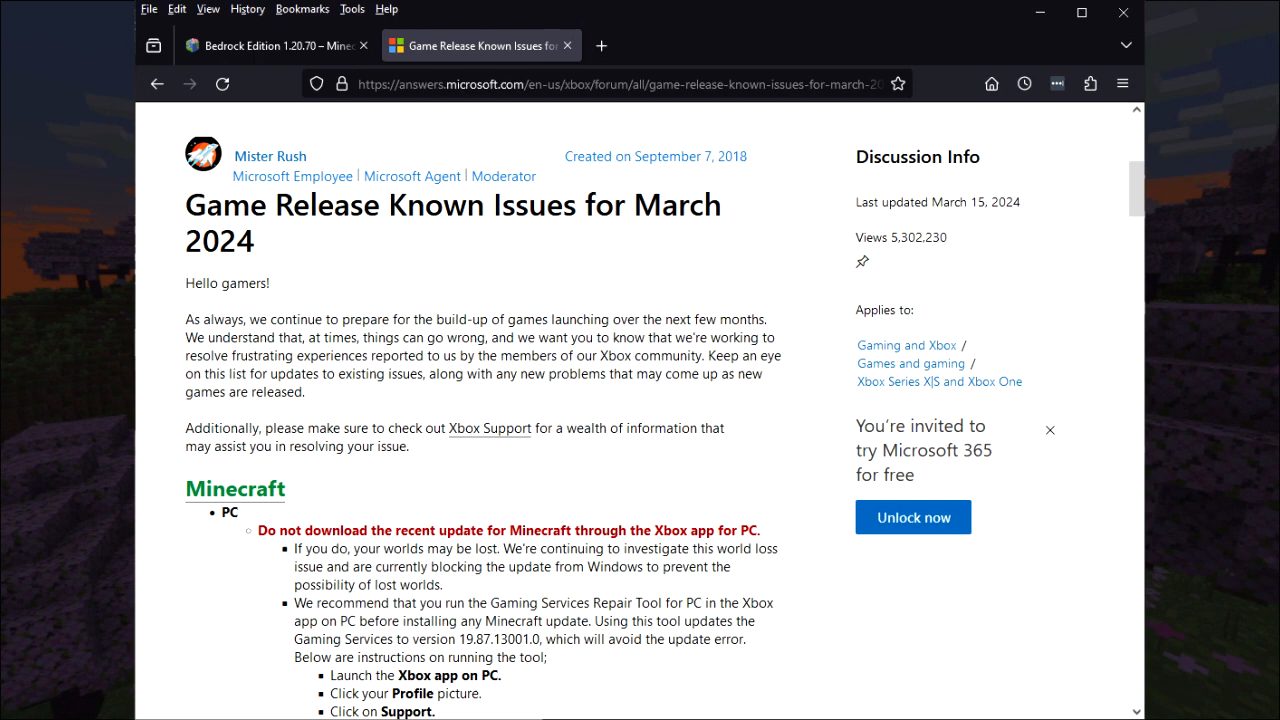 File Edit View History Bookmarks Tools Help
Bedrock Edition 1.20.70 – Minec
Game Release Known Issues for
https://answers.microsoft.com/en-us/xbox/forum/all/game-release-known-issues-for-march-20
Mister Rush
Created on September 7, 2018
Microsoft Employee | Microsoft Agent | Moderator
Game Release Known Issues for March
2024
Hello gamers!
As always, we continue to prepare for the build-up of games launching over the next few months.
We understand that, at times, things can go wrong, and we want you to know that we're working to
resolve frustrating experiences reported to us by the members of our Xbox community. Keep an eye
on this list for updates to existing issues, along with any new problems that may come up as new
games are released.
Additionally, please make sure to check out Xbox Support for a wealth of information that
may assist you in resolving your issue.
Minecraft
• PC
○ Do not download the recent update for Minecraft through the Xbox app for PC.
▪ If you do, your worlds may be lost. We're continuing to investigate this world loss
issue and are currently blocking the update from Windows to prevent the
possibility of lost worlds.
▪ We recommend that you run the Gaming Services Repair Tool for PC in the Xbox
app on PC before installing any Minecraft update. Using this tool updates the
Gaming Services to version 19.87.13001.0, which will avoid the update error.
Below are instructions on running the tool;
▪ Launch the Xbox app on PC.
▪ Click your Profile picture.
▪ Click on Support.
Discussion Info
Last updated March 15, 2024
Views 5,302,230
Applies to:
Gaming and Xbox /
Games and gaming /
Xbox Series X|S and Xbox One
You're invited to
try Microsoft 365
for free
Unlock now